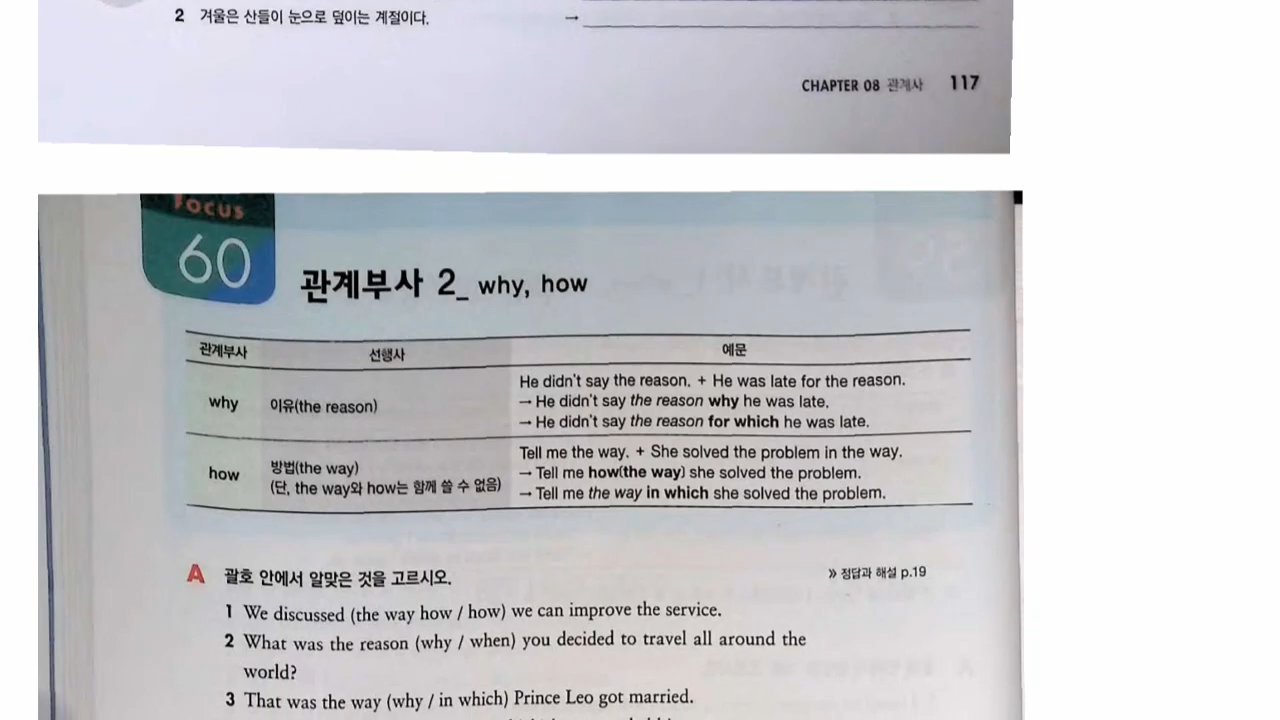 2 겨울은 산들이 눈으로 덮이는 계절이다. →
CHAPTER 08 관계사 117
Focus
60
관계부사 2_ why, how
관계부사 선행사 예문
why 이유(the reason) He didn't say the reason. + He was late for the reason.
→ He didn't say the reason why he was late.
→ He didn't say the reason for which he was late.
how 방법(the way) Tell me the way. + She solved the problem in the way.
(단, the way와 how는 함께 쓸 수 없음) → Tell me how(the way) she solved the problem.
→ Tell me the way in which she solved the problem.
A 괄호 안에서 알맞은 것을 고르시오. » 정답과 해설 p.19
1 We discussed (the way how / how) we can improve the service.
2 What was the reason (why / when) you decided to travel all around the
world?
3 That was the way (why / in which) Prince Leo got married.